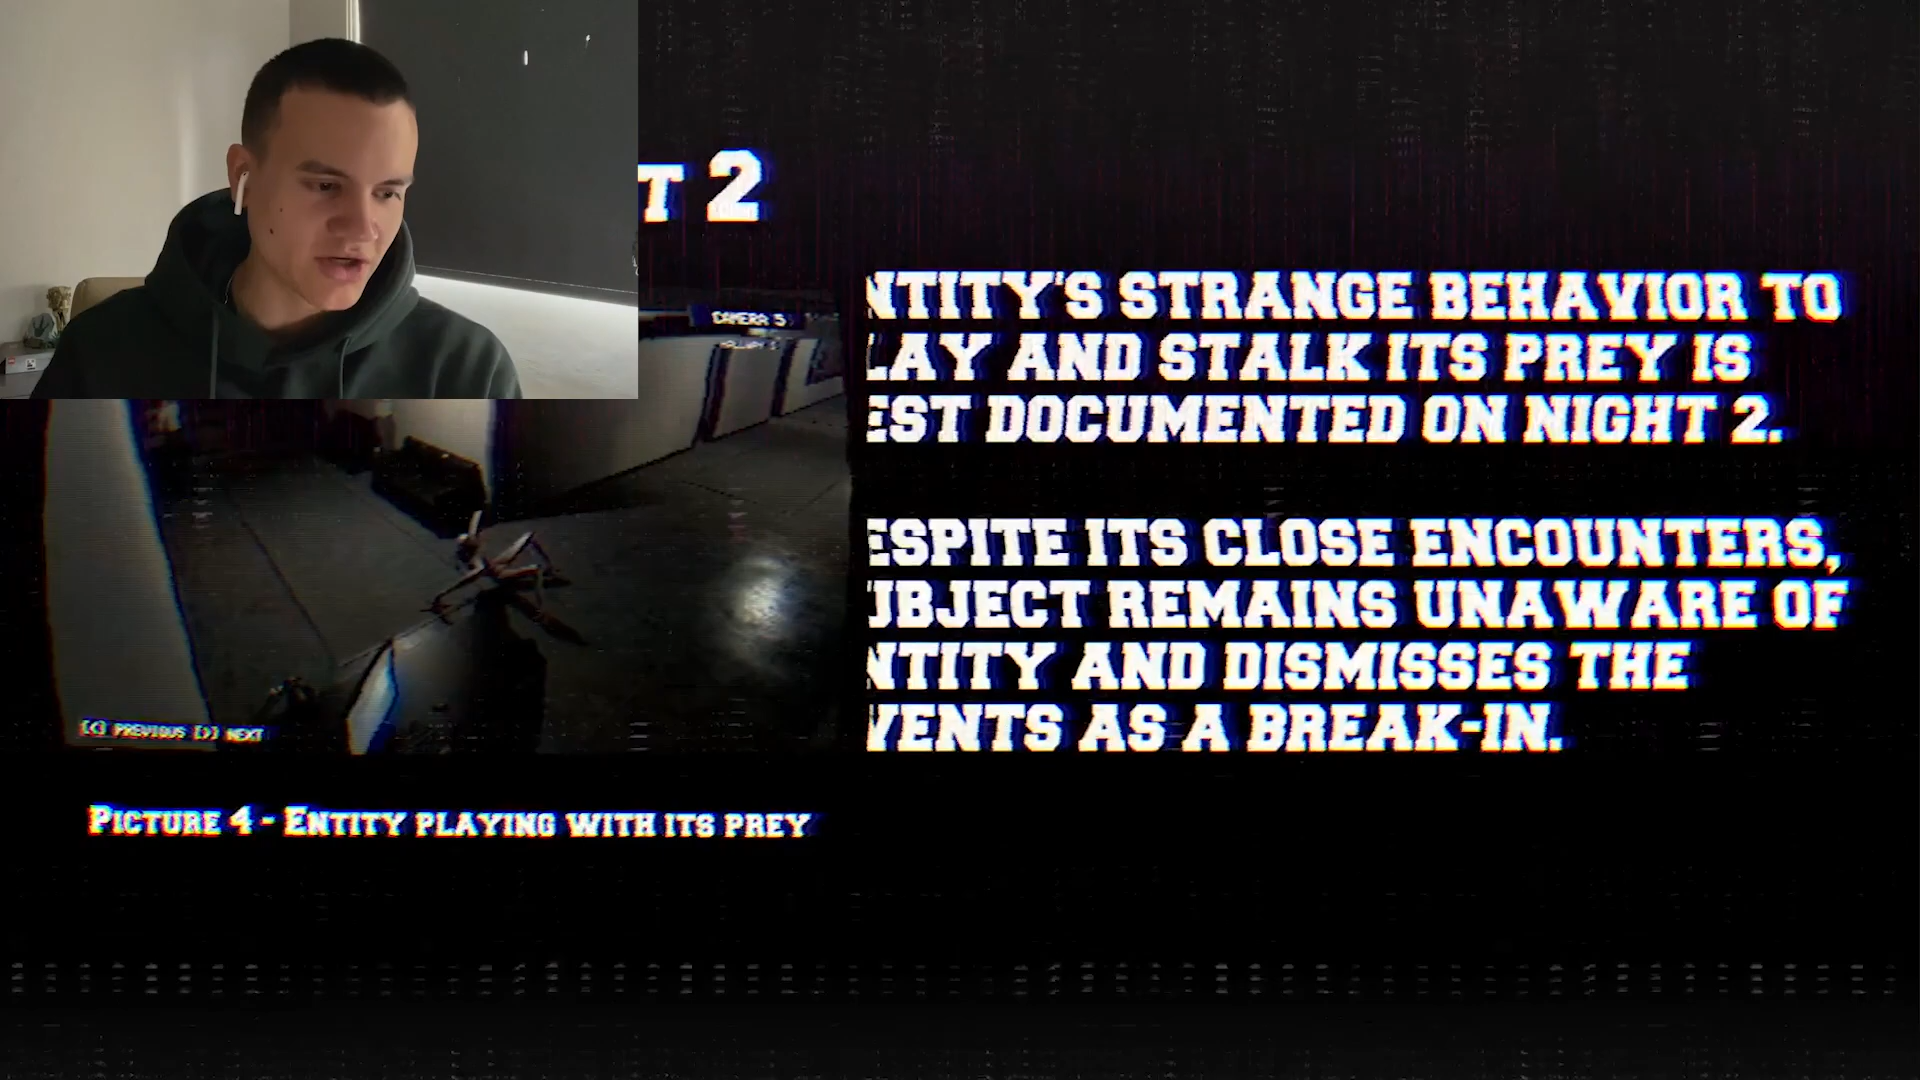 T 2
CAMERA 5
NTITY'S STRANGE BEHAVIOR TO
LAY AND STALK ITS PREY IS
EST DOCUMENTED ON NIGHT 2.
ESPITE ITS CLOSE ENCOUNTERS,
UBJECT REMAINS UNAWARE OF
NTITY AND DISMISSES THE
VENTS AS A BREAK-IN.
[<] PREVIOUS [>] NEXT
PICTURE 4 - ENTITY PLAYING WITH ITS PREY